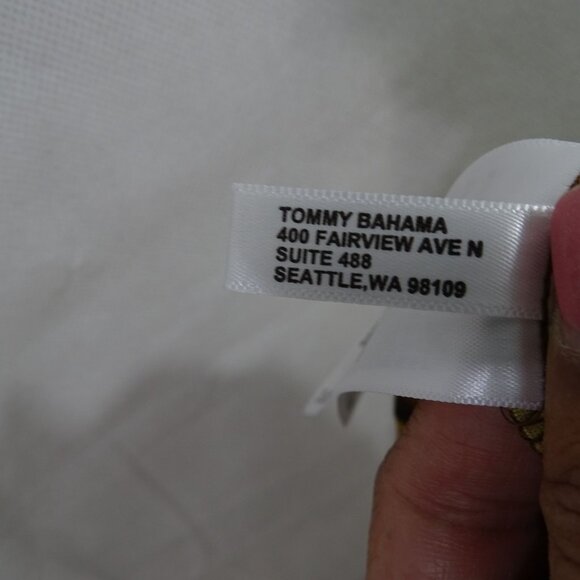 TOMMY BAHAMA
400 FAIRVIEW AVE N
SUITE 488
SEATTLE,WA 98109